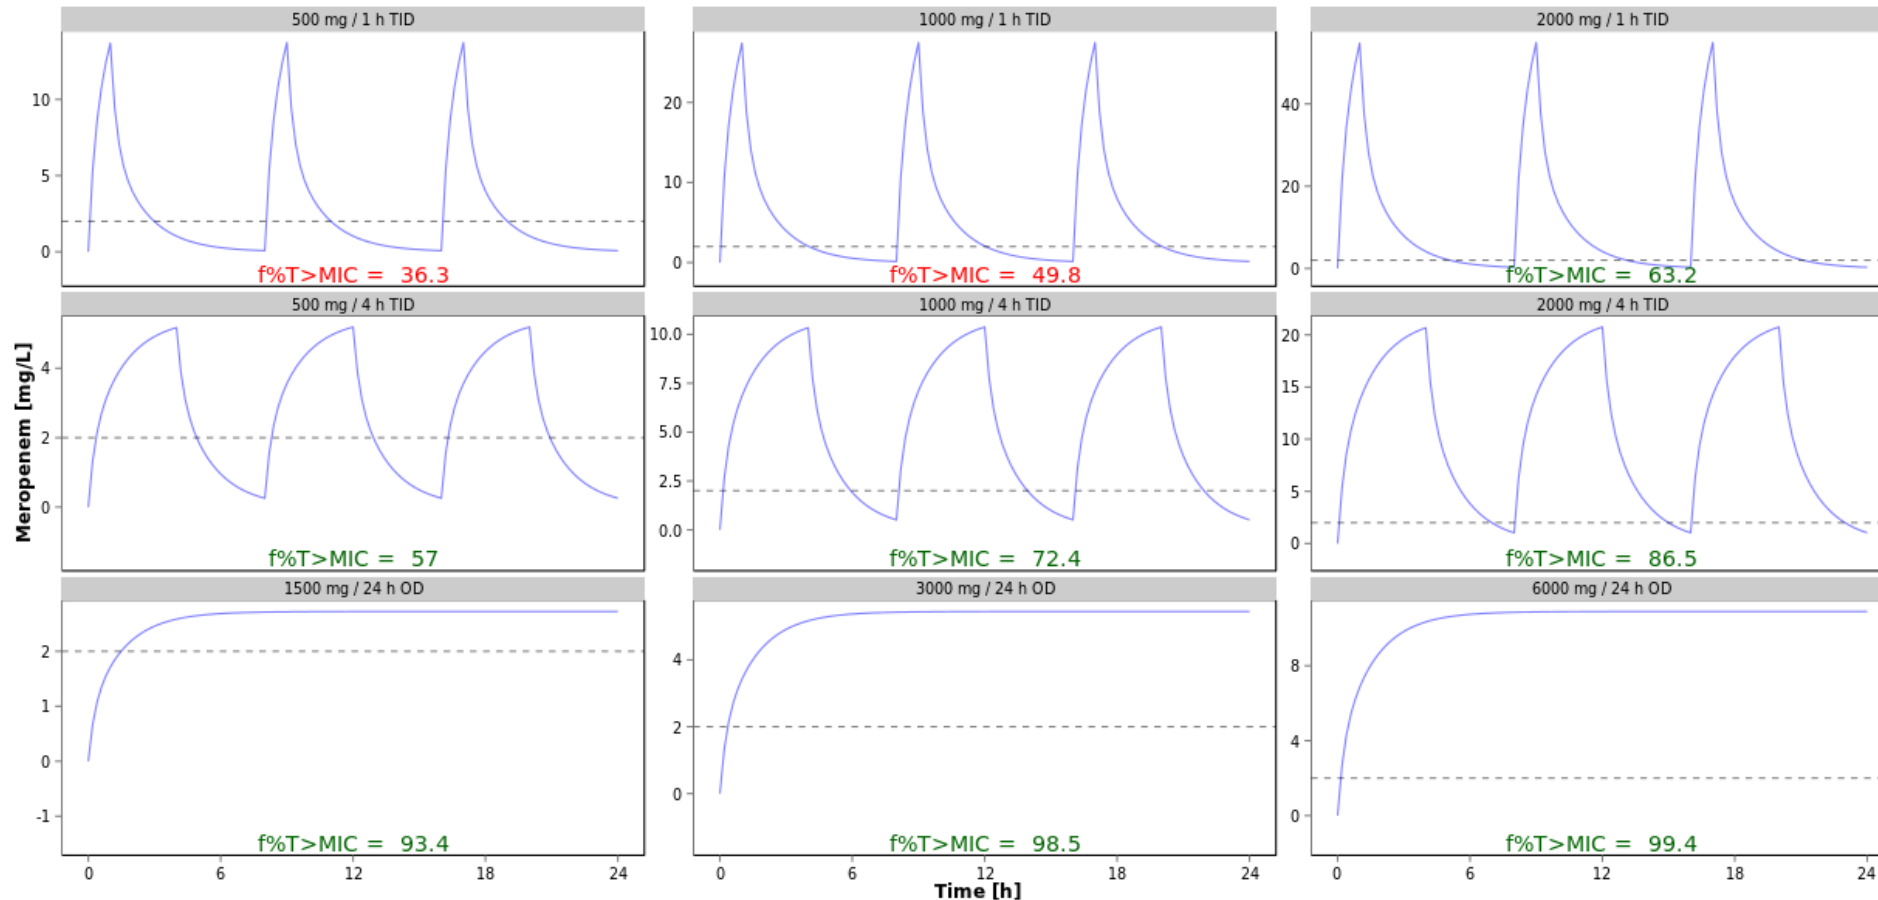 500 mg / 1 h TID
1000 mg / 1 h TID
2000 mg / 1 h TID
10
5
0
f%T>MIC = 36.3
20
10
0
f%T>MIC = 49.8
40
20
0
f%T>MIC = 63.2
500 mg / 4 h TID
1000 mg / 4 h TID
2000 mg / 4 h TID
Meropenem [mg/L]
4
2
0
f%T>MIC = 57
10.0
7.5
5.0
2.5
0.0
f%T>MIC = 72.4
20
15
10
5
0
f%T>MIC = 86.5
1500 mg / 24 h OD
3000 mg / 24 h OD
6000 mg / 24 h OD
2
1
0
-1
f%T>MIC = 93.4
4
2
0
f%T>MIC = 98.5
8
4
0
f%T>MIC = 99.4
0 6 12 18 24
0 6 12 18 24
0 6 12 18 24
Time [h]